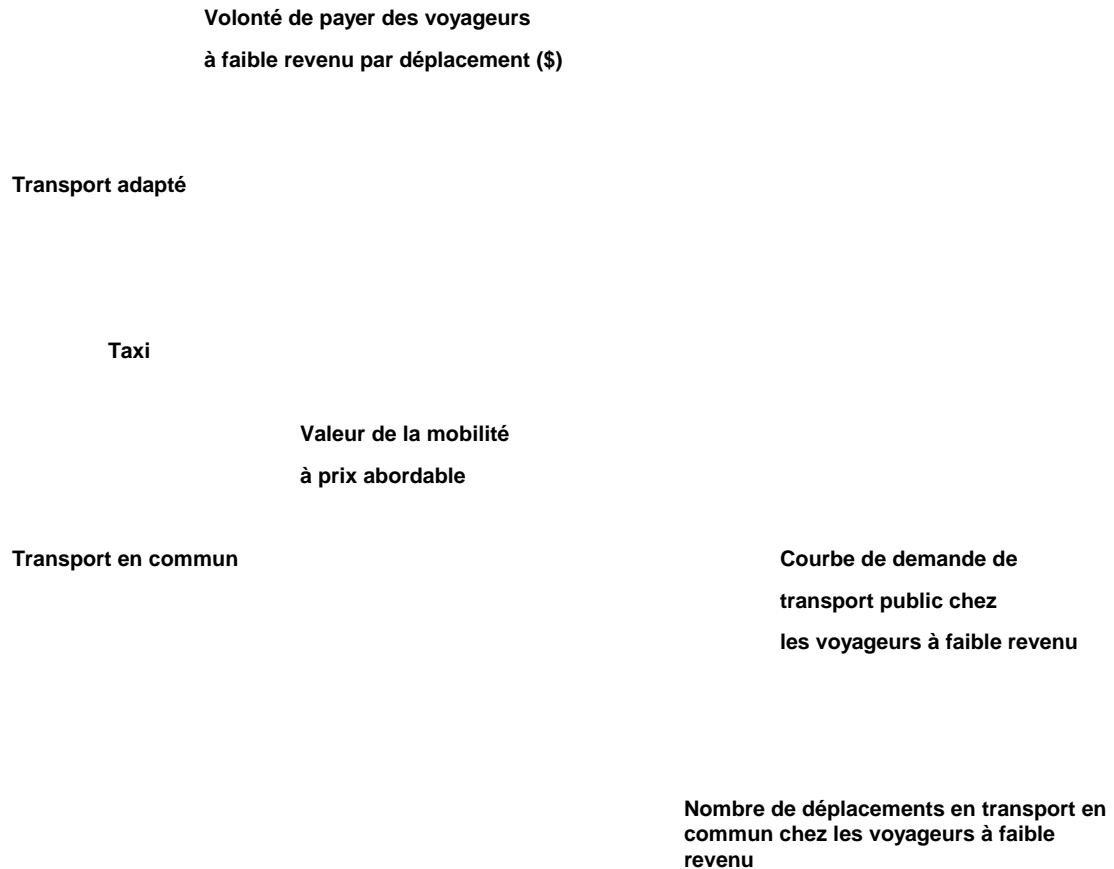 Volonté de payer des voyageurs
à faible revenu par déplacement ($)
Transport adapté
Taxi
Valeur de la mobilité
à prix abordable
Transport en commun
Courbe de demande de
transport public chez
les voyageurs à faible revenu
Nombre de déplacements en transport en
commun chez les voyageurs à faible
revenu